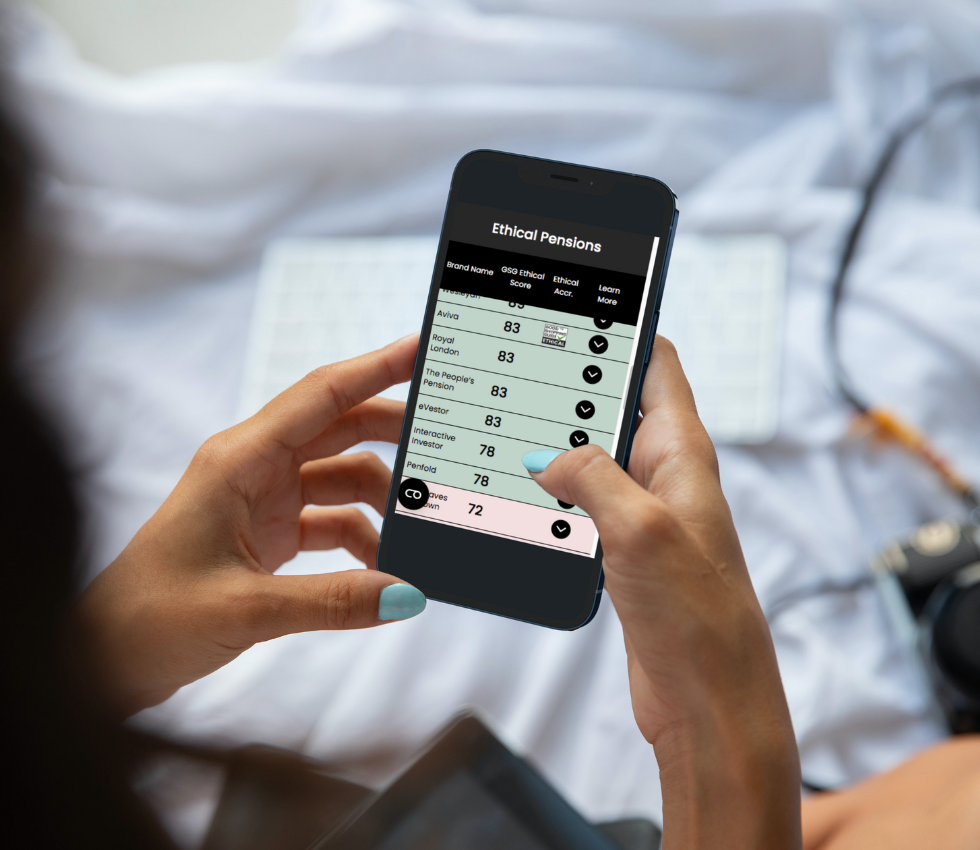 Ethical Pensions
Brand Name
GSG Ethical
Score
Ethical
Accr.
Learn
More
Aviva
83
ETHICAL
Royal
London
83
The People's
Pension
83
eVestor
83
Interactive
Investor
78
Penfold
78
72